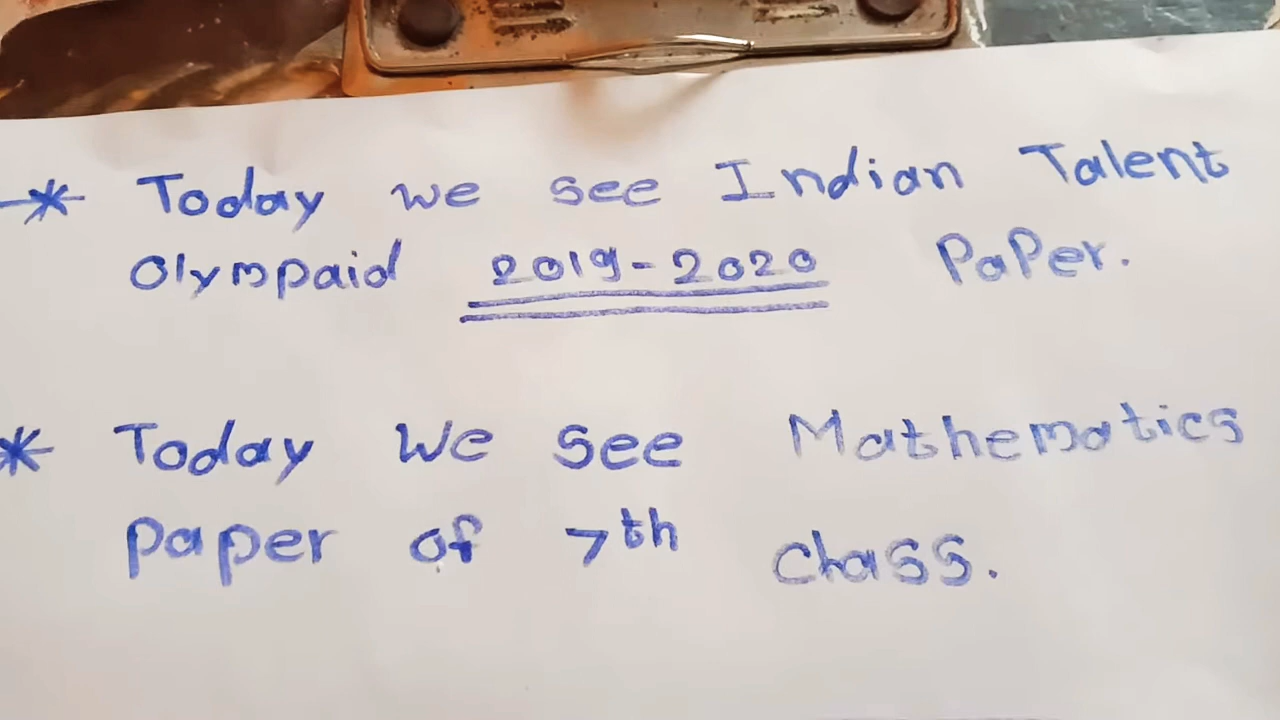 * Today we see Indian Talent
Olympaid 2019-2020 PaPer.
* Today We see Mathematics
paper of 7th class.